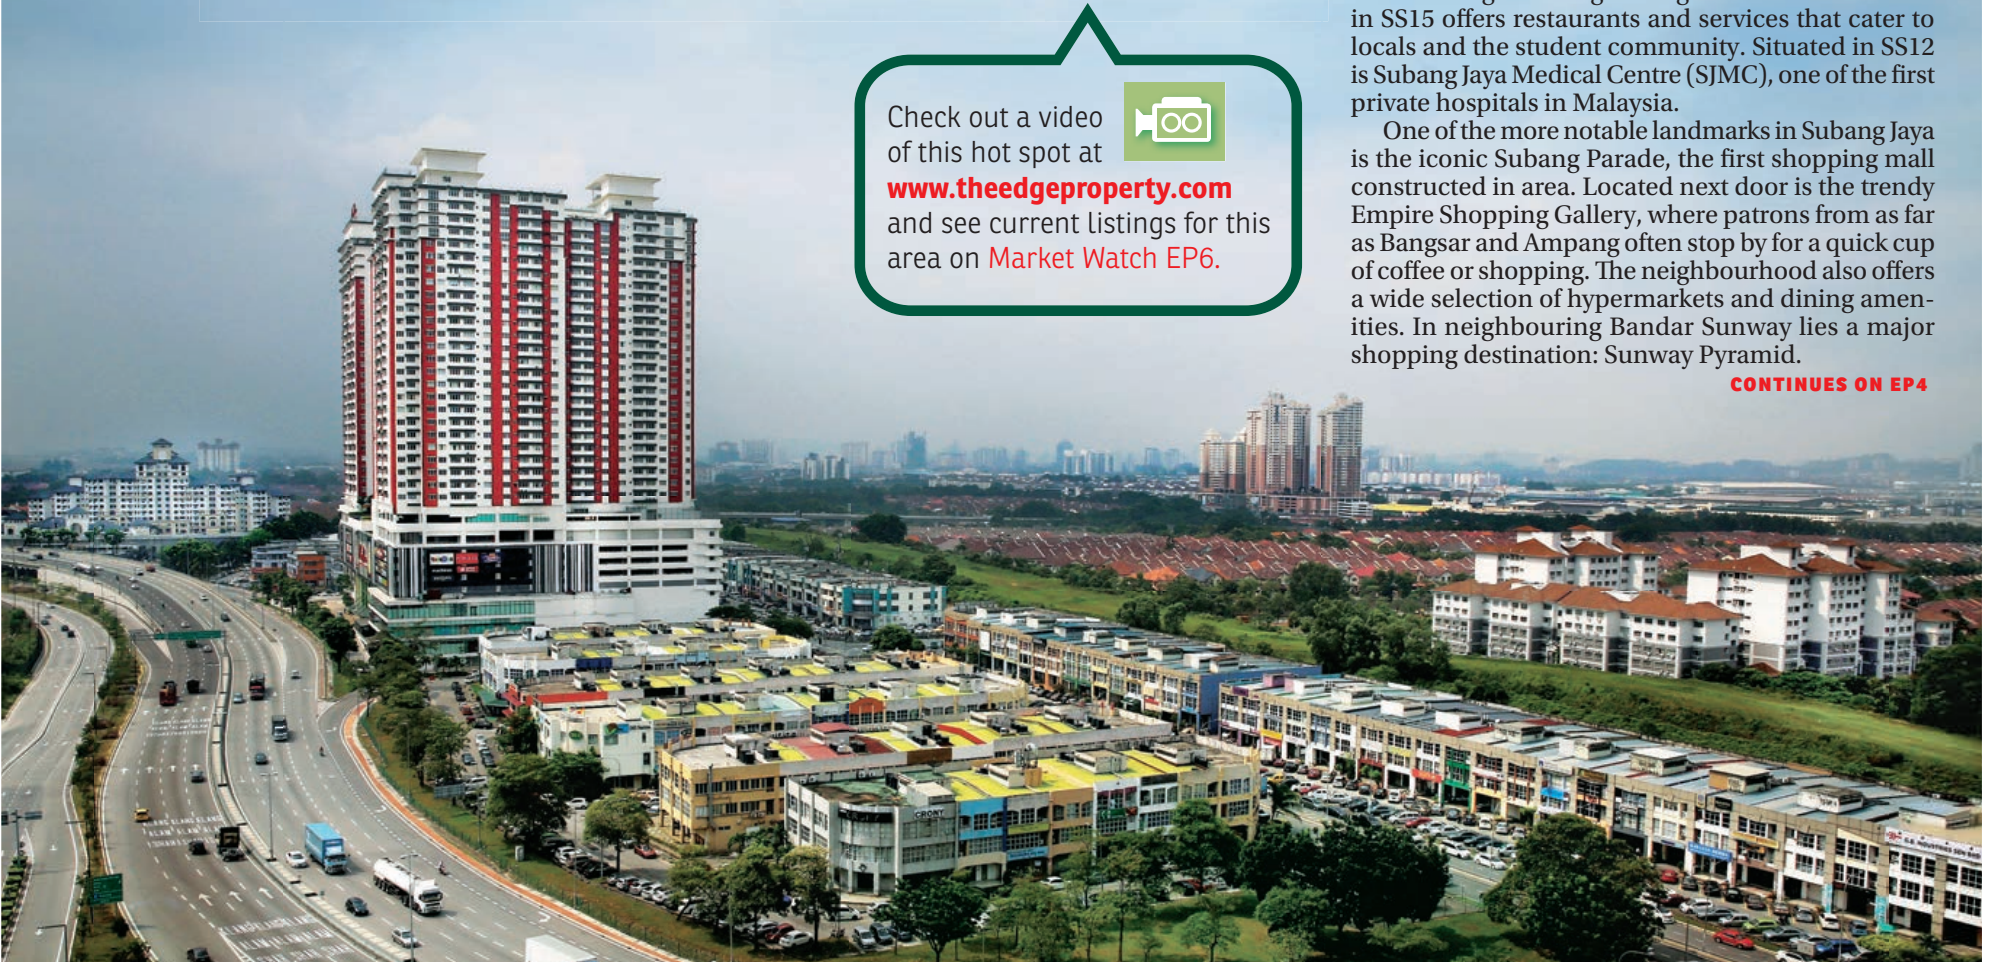 in SS15 offers restaurants and services that cater to
locals and the student community. Situated in SS12
is Subang Jaya Medical Centre (SJMC), one of the first
private hospitals in Malaysia.
One of the more notable landmarks in Subang Jaya
is the iconic Subang Parade, the first shopping mall
constructed in area. Located next door is the trendy
Empire Shopping Gallery, where patrons from as far
as Bangsar and Ampang often stop by for a quick cup
of coffee or shopping. The neighbourhood also offers
a wide selection of hypermarkets and dining amen-
ities. In neighbouring Bandar Sunway lies a major
shopping destination: Sunway Pyramid.
CONTINUES ON EP4
Check out a video
of this hot spot at
www.theedgeproperty.com
and see current listings for this
area on Market Watch EP6.
CRONY